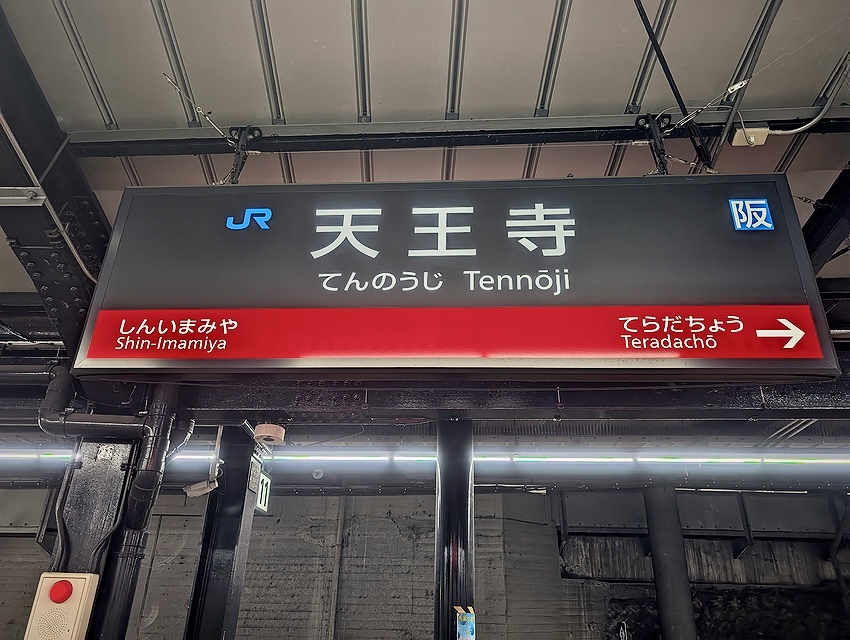 JR 天王寺 阪
てんのうじ Tennōji
しんいまみや てらだちょう →
Shin-Imamiya Teradachō
11